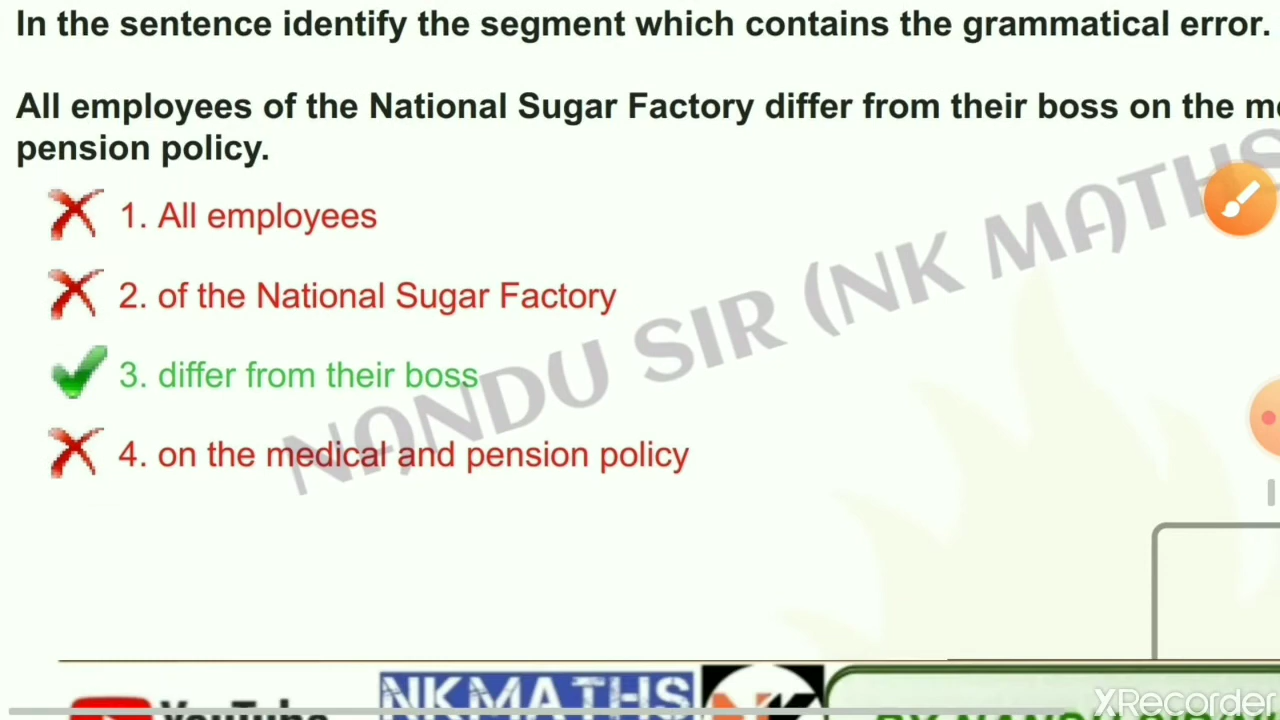 In the sentence identify the segment which contains the grammatical error.
All employees of the National Sugar Factory differ from their boss on the
pension policy.
1. All employees
2. of the National Sugar Factory
3. differ from their boss
4. on the medical and pension policy
NANDU SIR (NK MATHS
YouTube
NKMATHS
NK
XRecorder